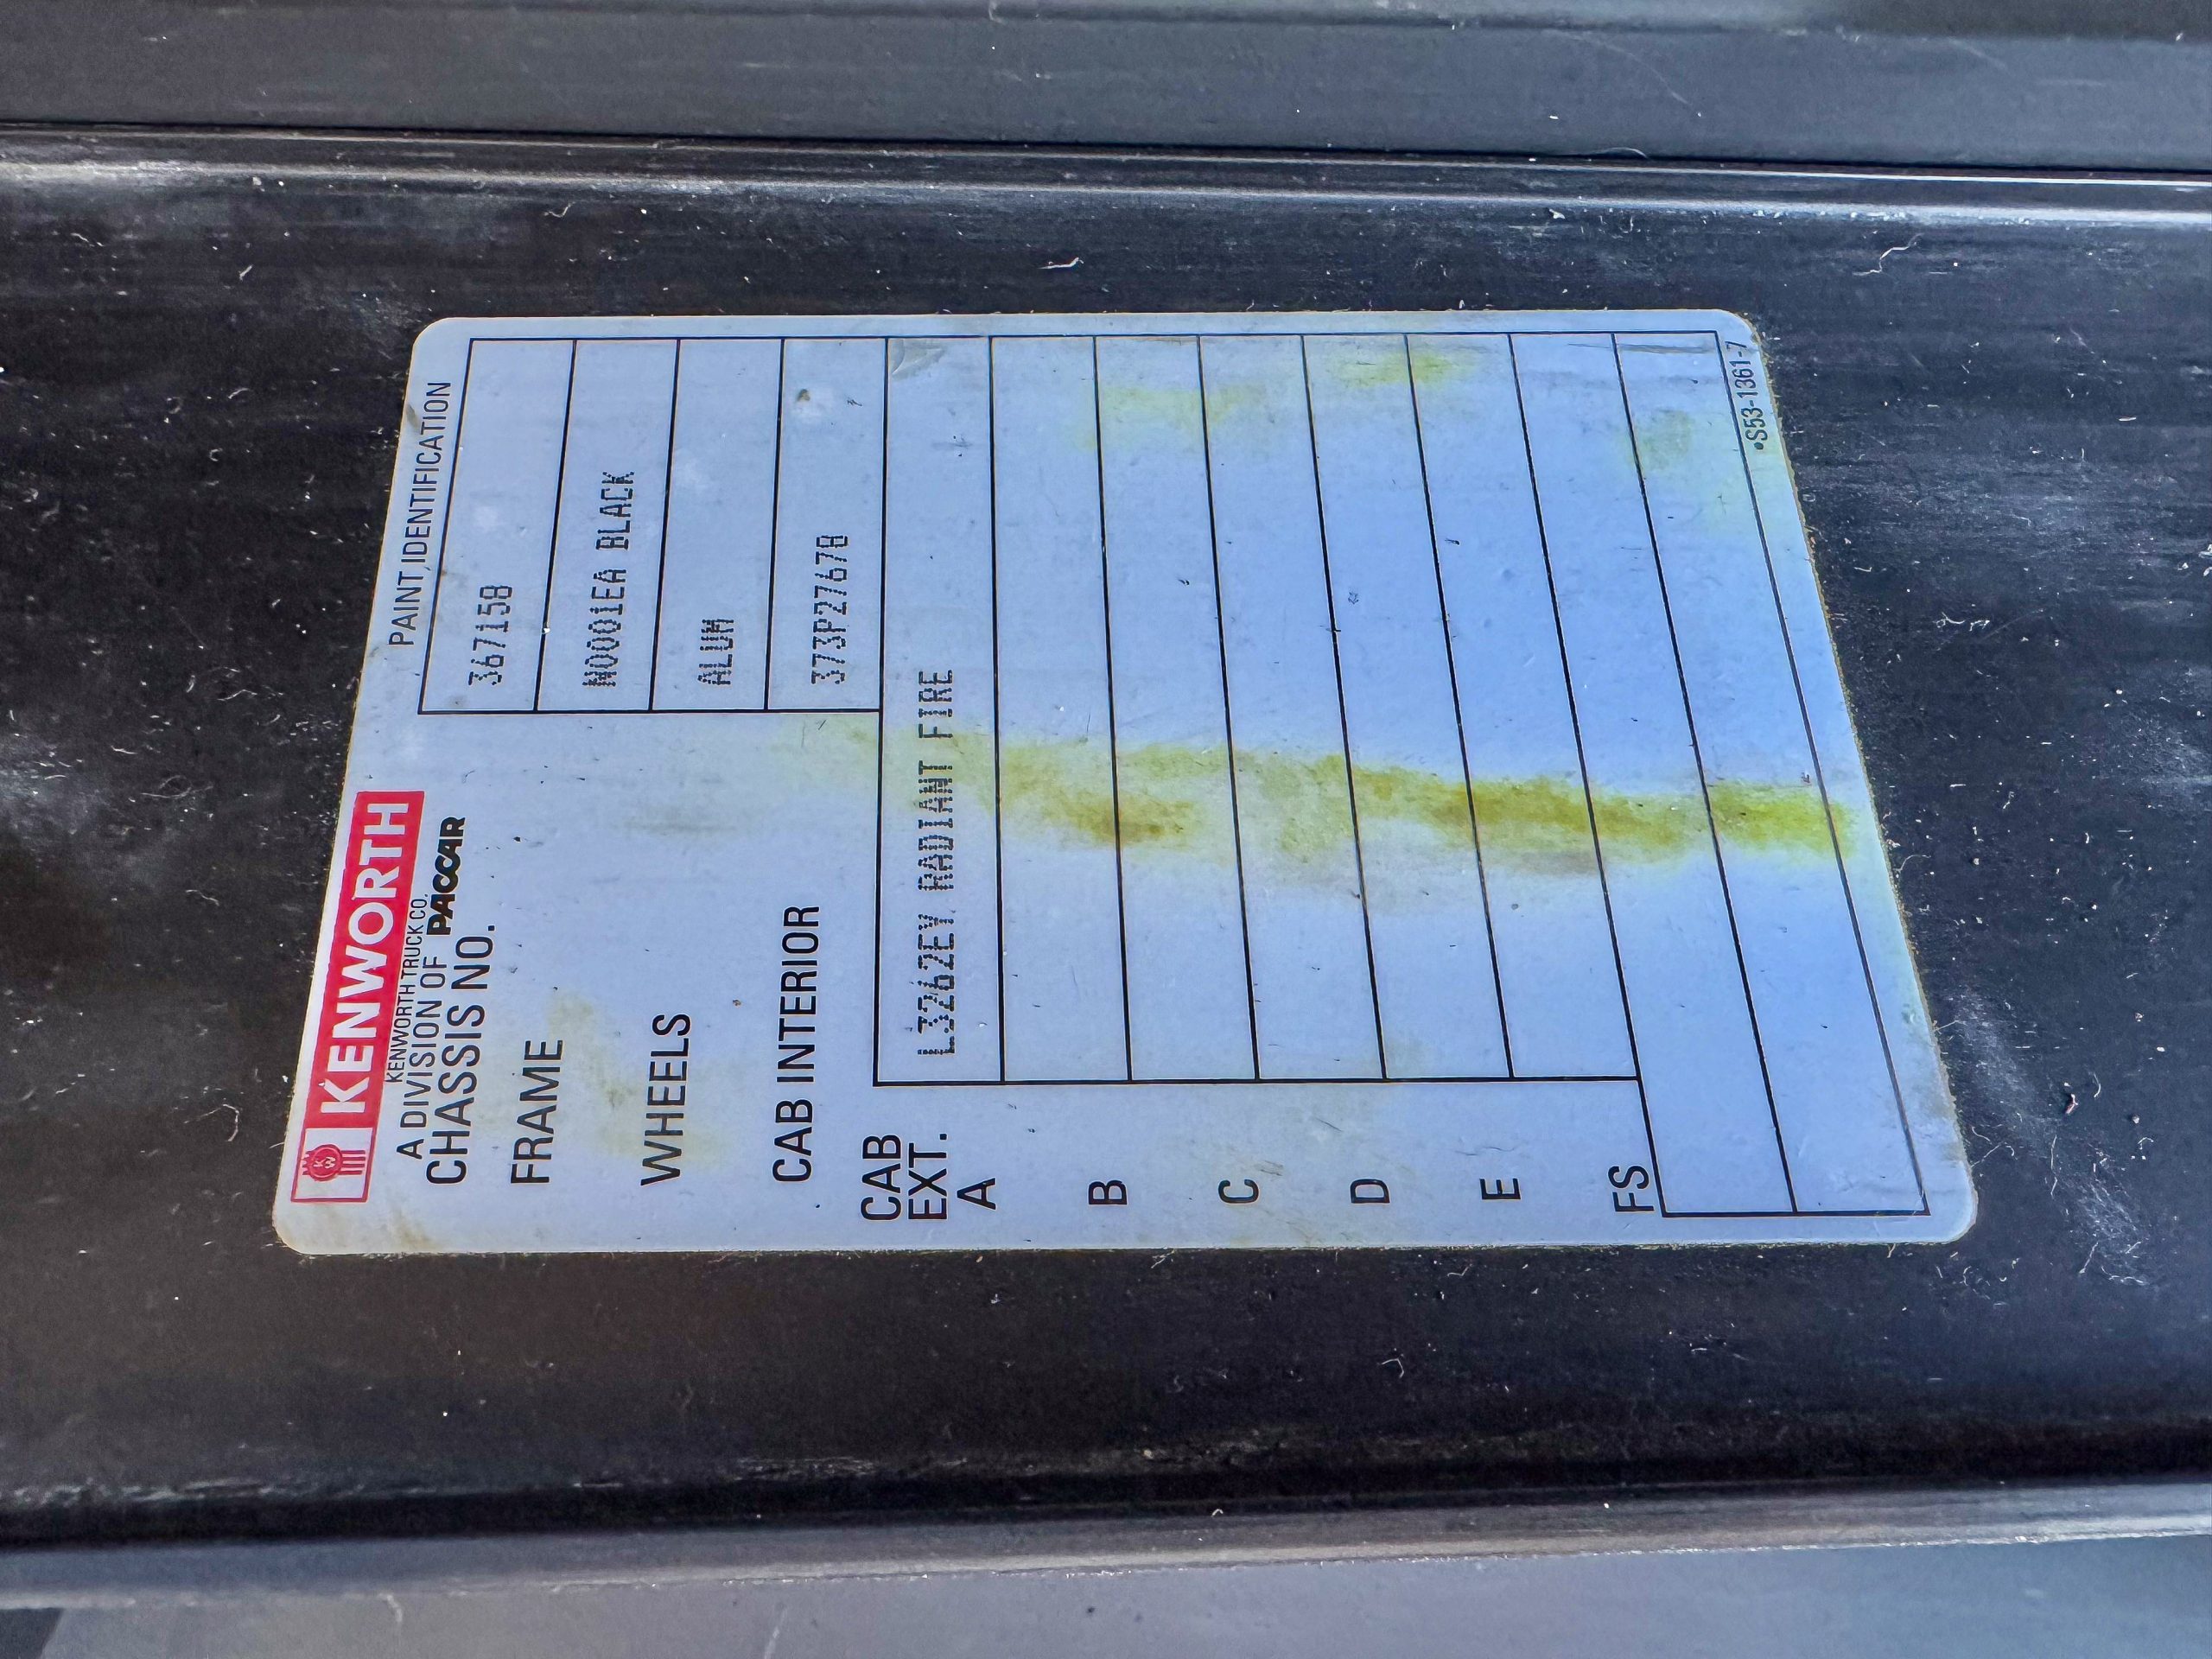 KENWORTH
KENWORTH TRUCK CO.
A DIVISION OF PACCAR
PAINT IDENTIFICATION
CHASSIS NO. 367158
FRAME N0001EA BLACK
WHEELS ALUM
CAB INTERIOR 373P27670
CAB
EXT.
A L3262EY RADIANT FIRE
B
C
D
E
FS
•S53-1361-7